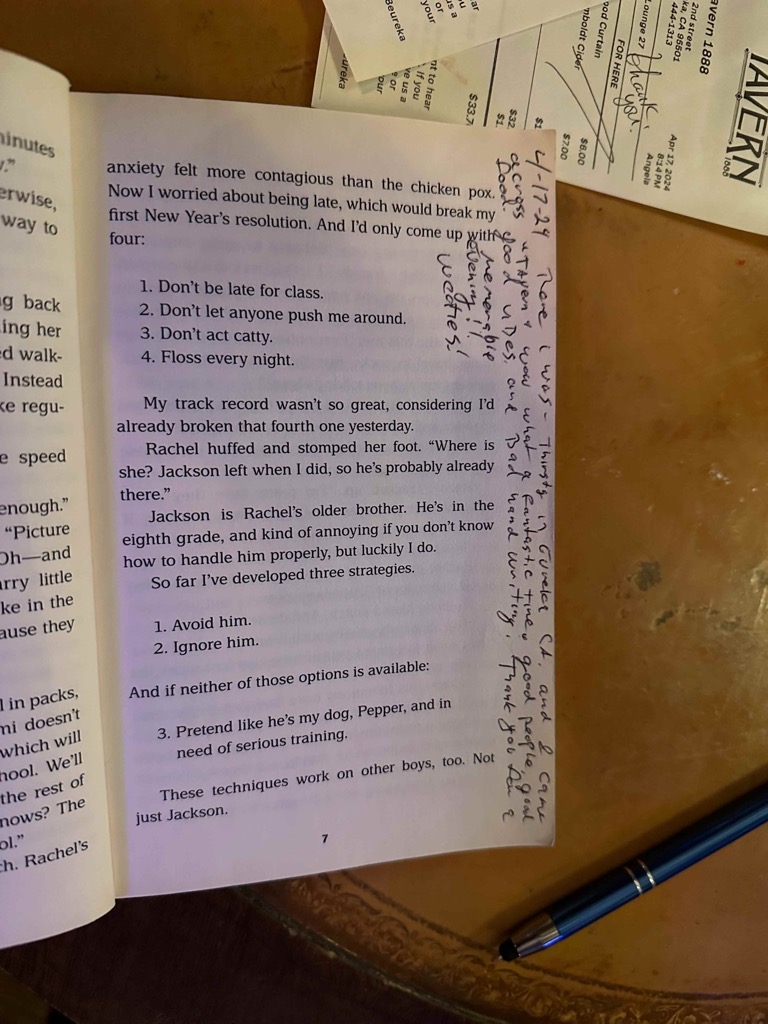 minutes
y."
erwise,
way to
g back
ing her
d walk-
Instead
ke regu-
e speed
enough."
"Picture
Oh—and
arry little
ke in the
ause they
l in packs,
mi doesn't
which will
hool. We'll
the rest of
nows? The
ol."
ch. Rachel's
anxiety felt more contagious than the chicken pox.
Now I worried about being late, which would break my
first New Year's resolution. And I'd only come up with
four:
1. Don't be late for class.
2. Don't let anyone push me around.
3. Don't act catty.
4. Floss every night.
My track record wasn't so great, considering I'd
already broken that fourth one yesterday.
Rachel huffed and stomped her foot. "Where is
she? Jackson left when I did, so he's probably already
there."
Jackson is Rachel's older brother. He's in the
eighth grade, and kind of annoying if you don't know
how to handle him properly, but luckily I do.
So far I've developed three strategies.
1. Avoid him.
2. Ignore him.
And if neither of those options is available:
3. Pretend like he's my dog, Pepper, and in
need of serious training.
These techniques work on other boys, too. Not
just Jackson.
7
4-17-24 There i was - Thirsty in Eureka CA. and I came
across "Tavern" wow what a fantastic time, good people, good
good vibes, and Bad hand writing. Thank you for a
memorable
evening!!
TAVERN
1888
avern 1888
2nd street
ka, CA 95501
444-1313
Apr 17, 2024
8:14 PM
Angela
Lounge 27
FOR HERE
Thank
you!
ood Curtain
$6.00
mboldt Cider
$7.00
$1
$32
$1
$33.7
nt to hear
If you
ve us a
e or
our
ureka
ar
ou
us a
or
your
Beureka